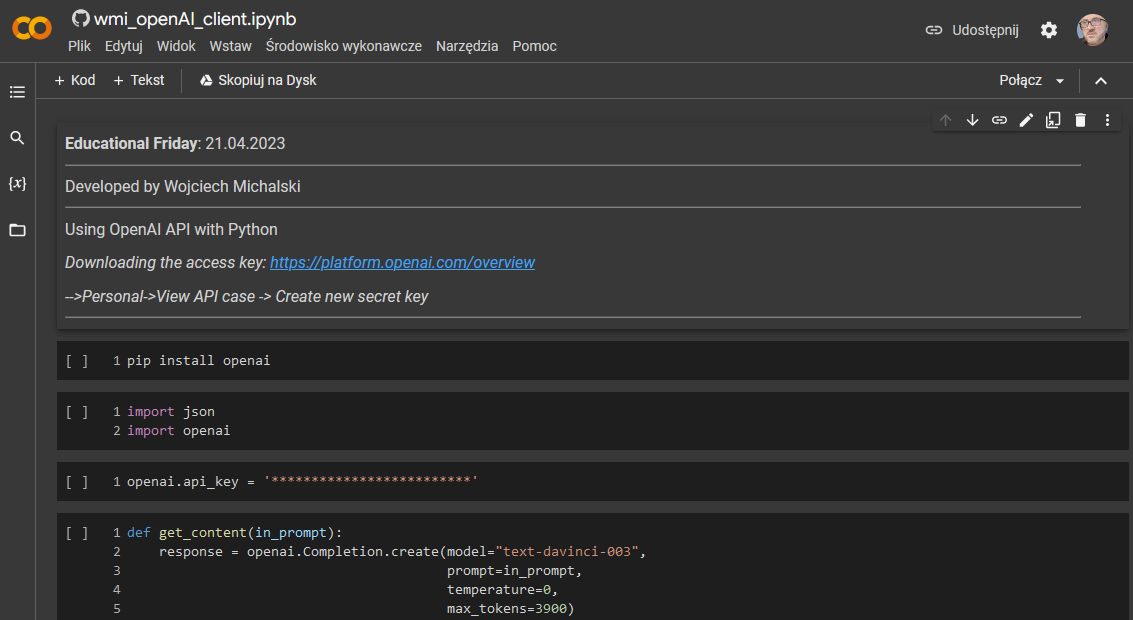 wmi_openAI_client.ipynb
Plik Edytuj Widok Wstaw Środowisko wykonawcze Narzędzia Pomoc
Udostępnij
+ Kod + Tekst Skopiuj na Dysk
Połącz
{x}
Educational Friday: 21.04.2023
Developed by Wojciech Michalski
Using OpenAI API with Python
Downloading the access key: https://platform.openai.com/overview
-->Personal->View API case -> Create new secret key
[ ] 1 pip install openai
[ ] 1 import json
2 import openai
[ ] 1 openai.api_key = '*************************'
[ ] 1 def get_content(in_prompt):
2     response = openai.Completion.create(model="text-davinci-003",
3                                         prompt=in_prompt,
4                                         temperature=0,
5                                         max_tokens=3900)